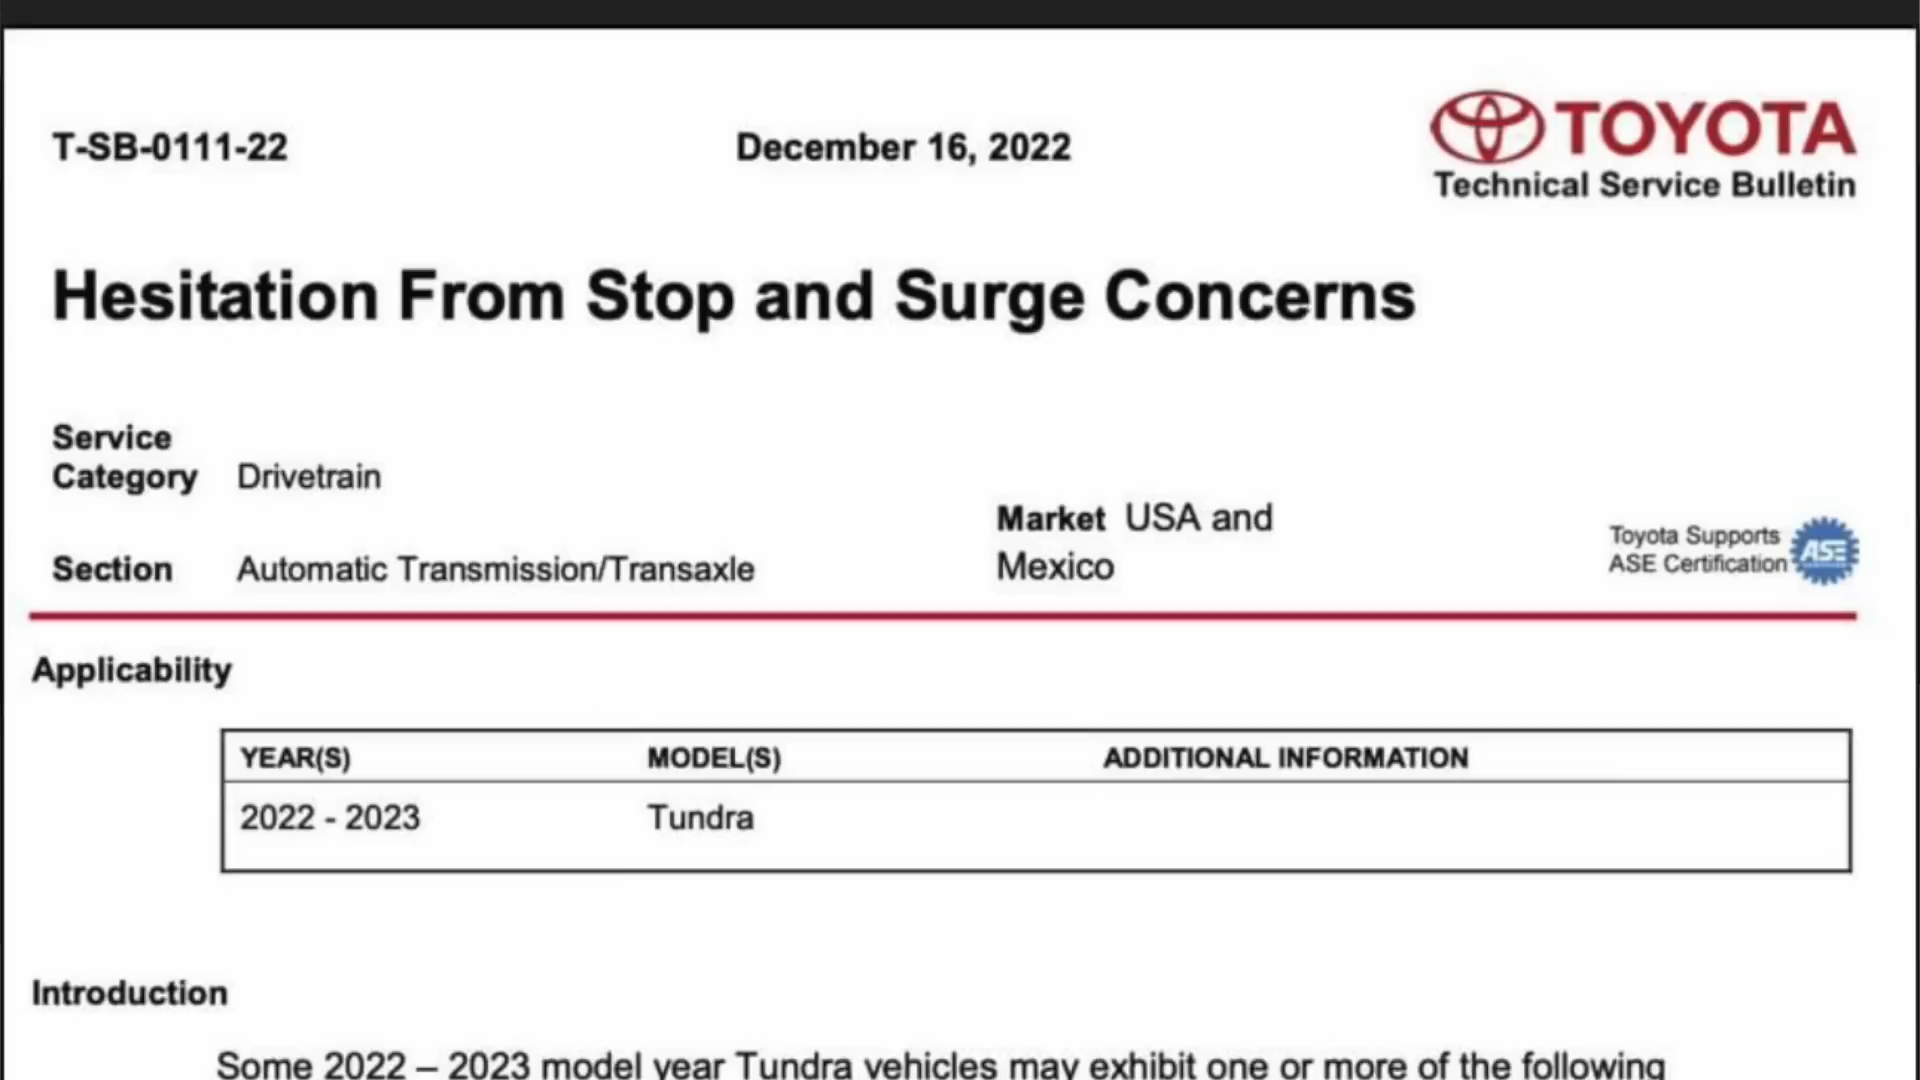 T-SB-0111-22
December 16, 2022
TOYOTA
Technical Service Bulletin
Hesitation From Stop and Surge Concerns
Service
Category Drivetrain
Section Automatic Transmission/Transaxle
Market USA and
Mexico
Toyota Supports
ASE Certification
ASE
Applicability
YEAR(S) MODEL(S) ADDITIONAL INFORMATION
2022 - 2023 Tundra
Introduction
Some 2022 – 2023 model year Tundra vehicles may exhibit one or more of the following